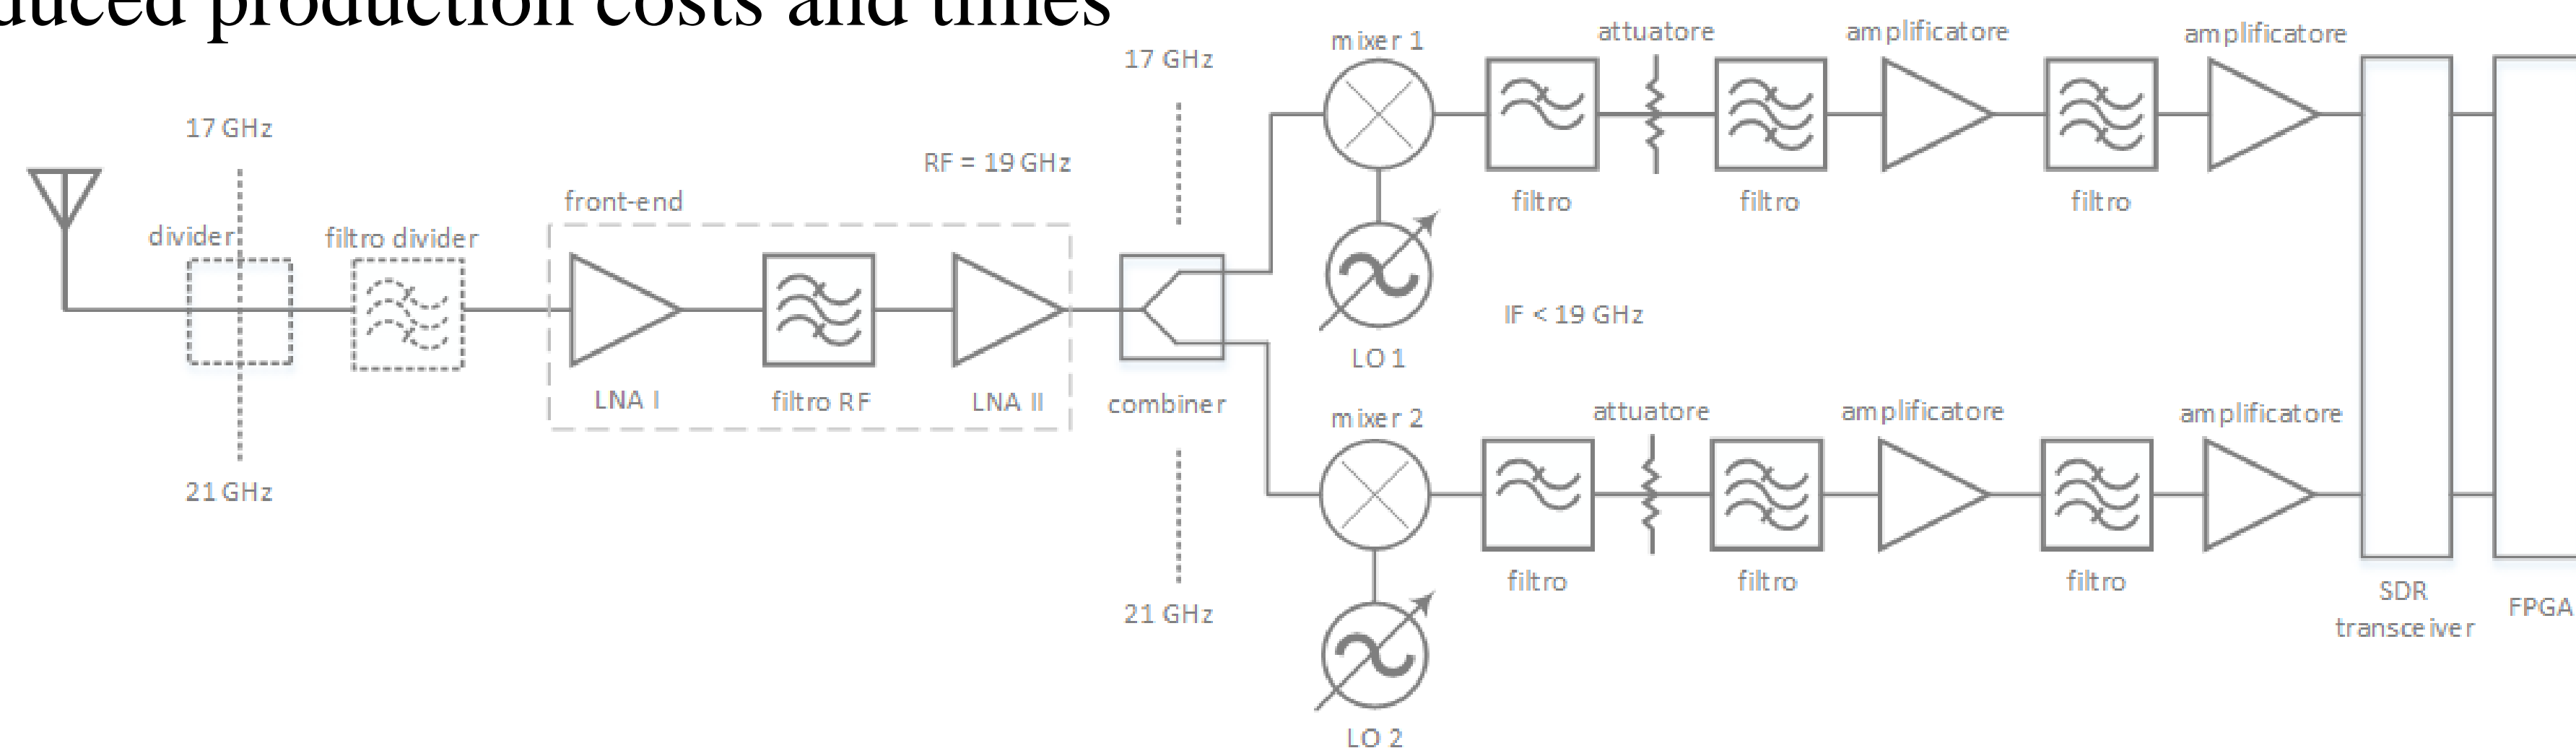 duced production costs and times
17 GHz
divider
21 GHz
filtro divider
front-end
RF = 19 GHz
LNA I
filtro RF
LNA II
17 GHz
combiner
21 GHz
mixer 1
LO 1
filtro
attuatore
filtro
amplificatore
filtro
amplificatore
IF < 19 GHz
mixer 2
LO 2
filtro
attuatore
filtro
amplificatore
filtro
amplificatore
SDR
transceiver
FPGA